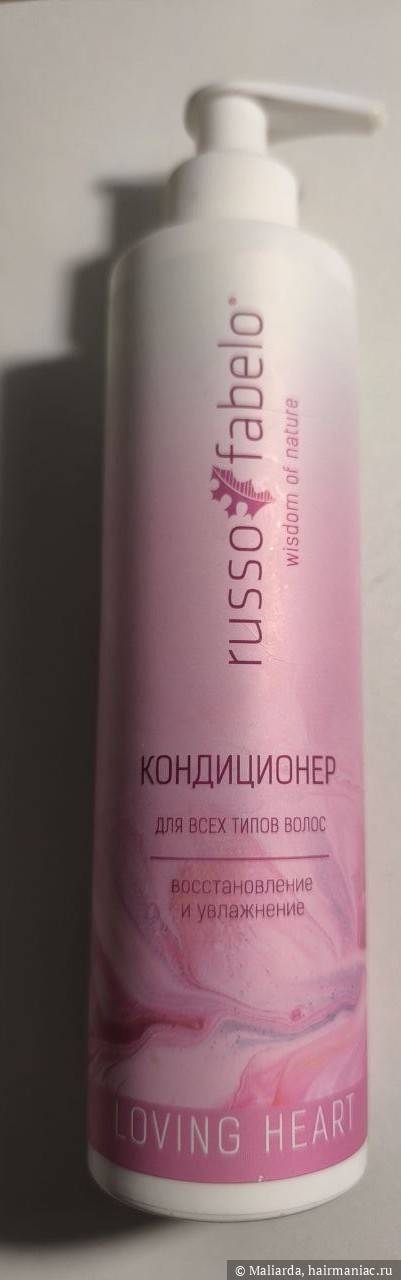 russo fabelo®
wisdom of nature
КОНДИЦИОНЕР
ДЛЯ ВСЕХ ТИПОВ ВОЛОС
восстановление
и увлажнение
LOVING HEART
© Maliarda, hairmaniac.ru